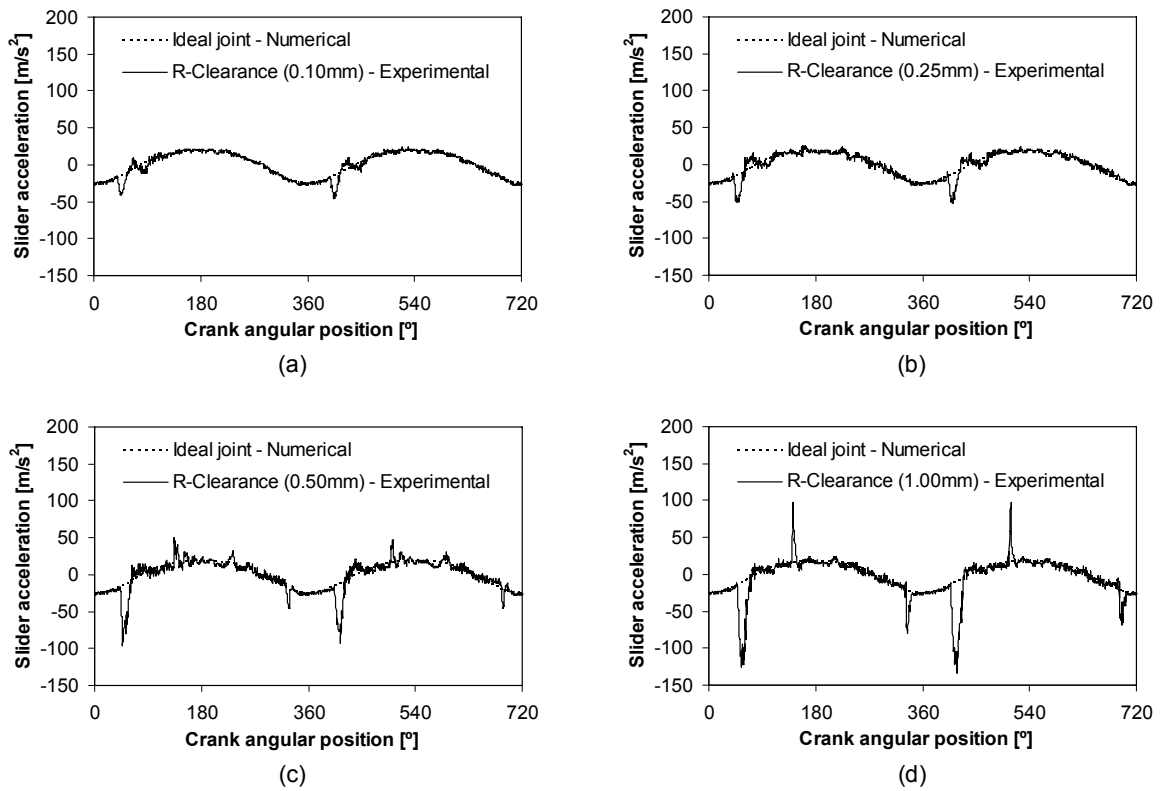 200
150
100
50
0
-50
-100
-150
Slider acceleration [m/s²]
Ideal joint - Numerical
R-Clearance (0.10mm) - Experimental
0 180 360 540 720
Crank angular position [º]
(a)
200
150
100
50
0
-50
-100
-150
Slider acceleration [m/s²]
Ideal joint - Numerical
R-Clearance (0.25mm) - Experimental
0 180 360 540 720
Crank angular position [º]
(b)
200
150
100
50
0
-50
-100
-150
Slider acceleration [m/s²]
Ideal joint - Numerical
R-Clearance (0.50mm) - Experimental
0 180 360 540 720
Crank angular position [º]
(c)
200
150
100
50
0
-50
-100
-150
Slider acceleration [m/s²]
Ideal joint - Numerical
R-Clearance (1.00mm) - Experimental
0 180 360 540 720
Crank angular position [º]
(d)